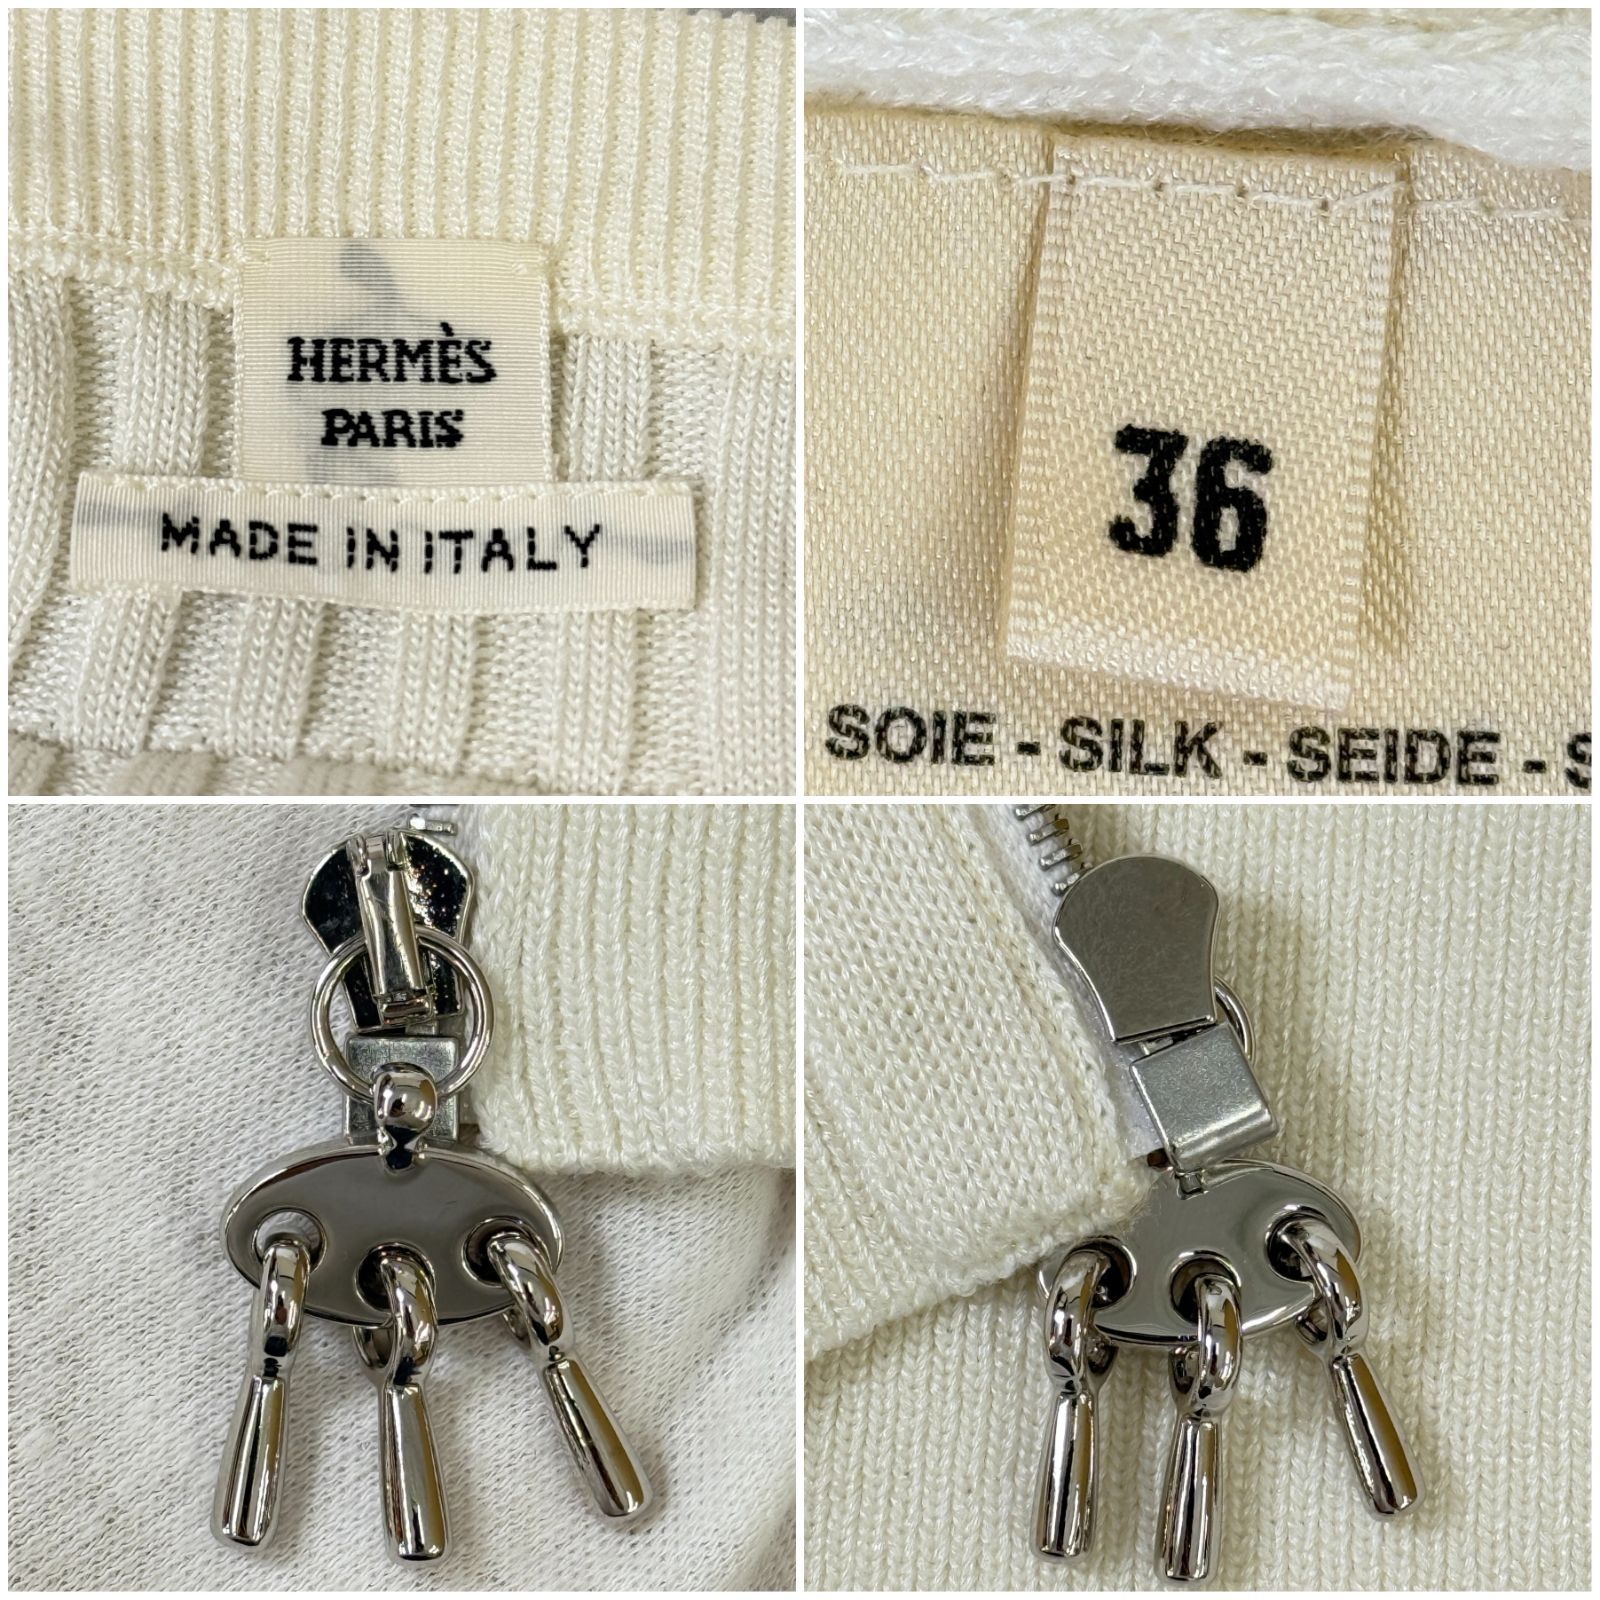 HERMÈS
PARIS
MADE IN ITALY
36
SOIE - SILK - SEIDE - S